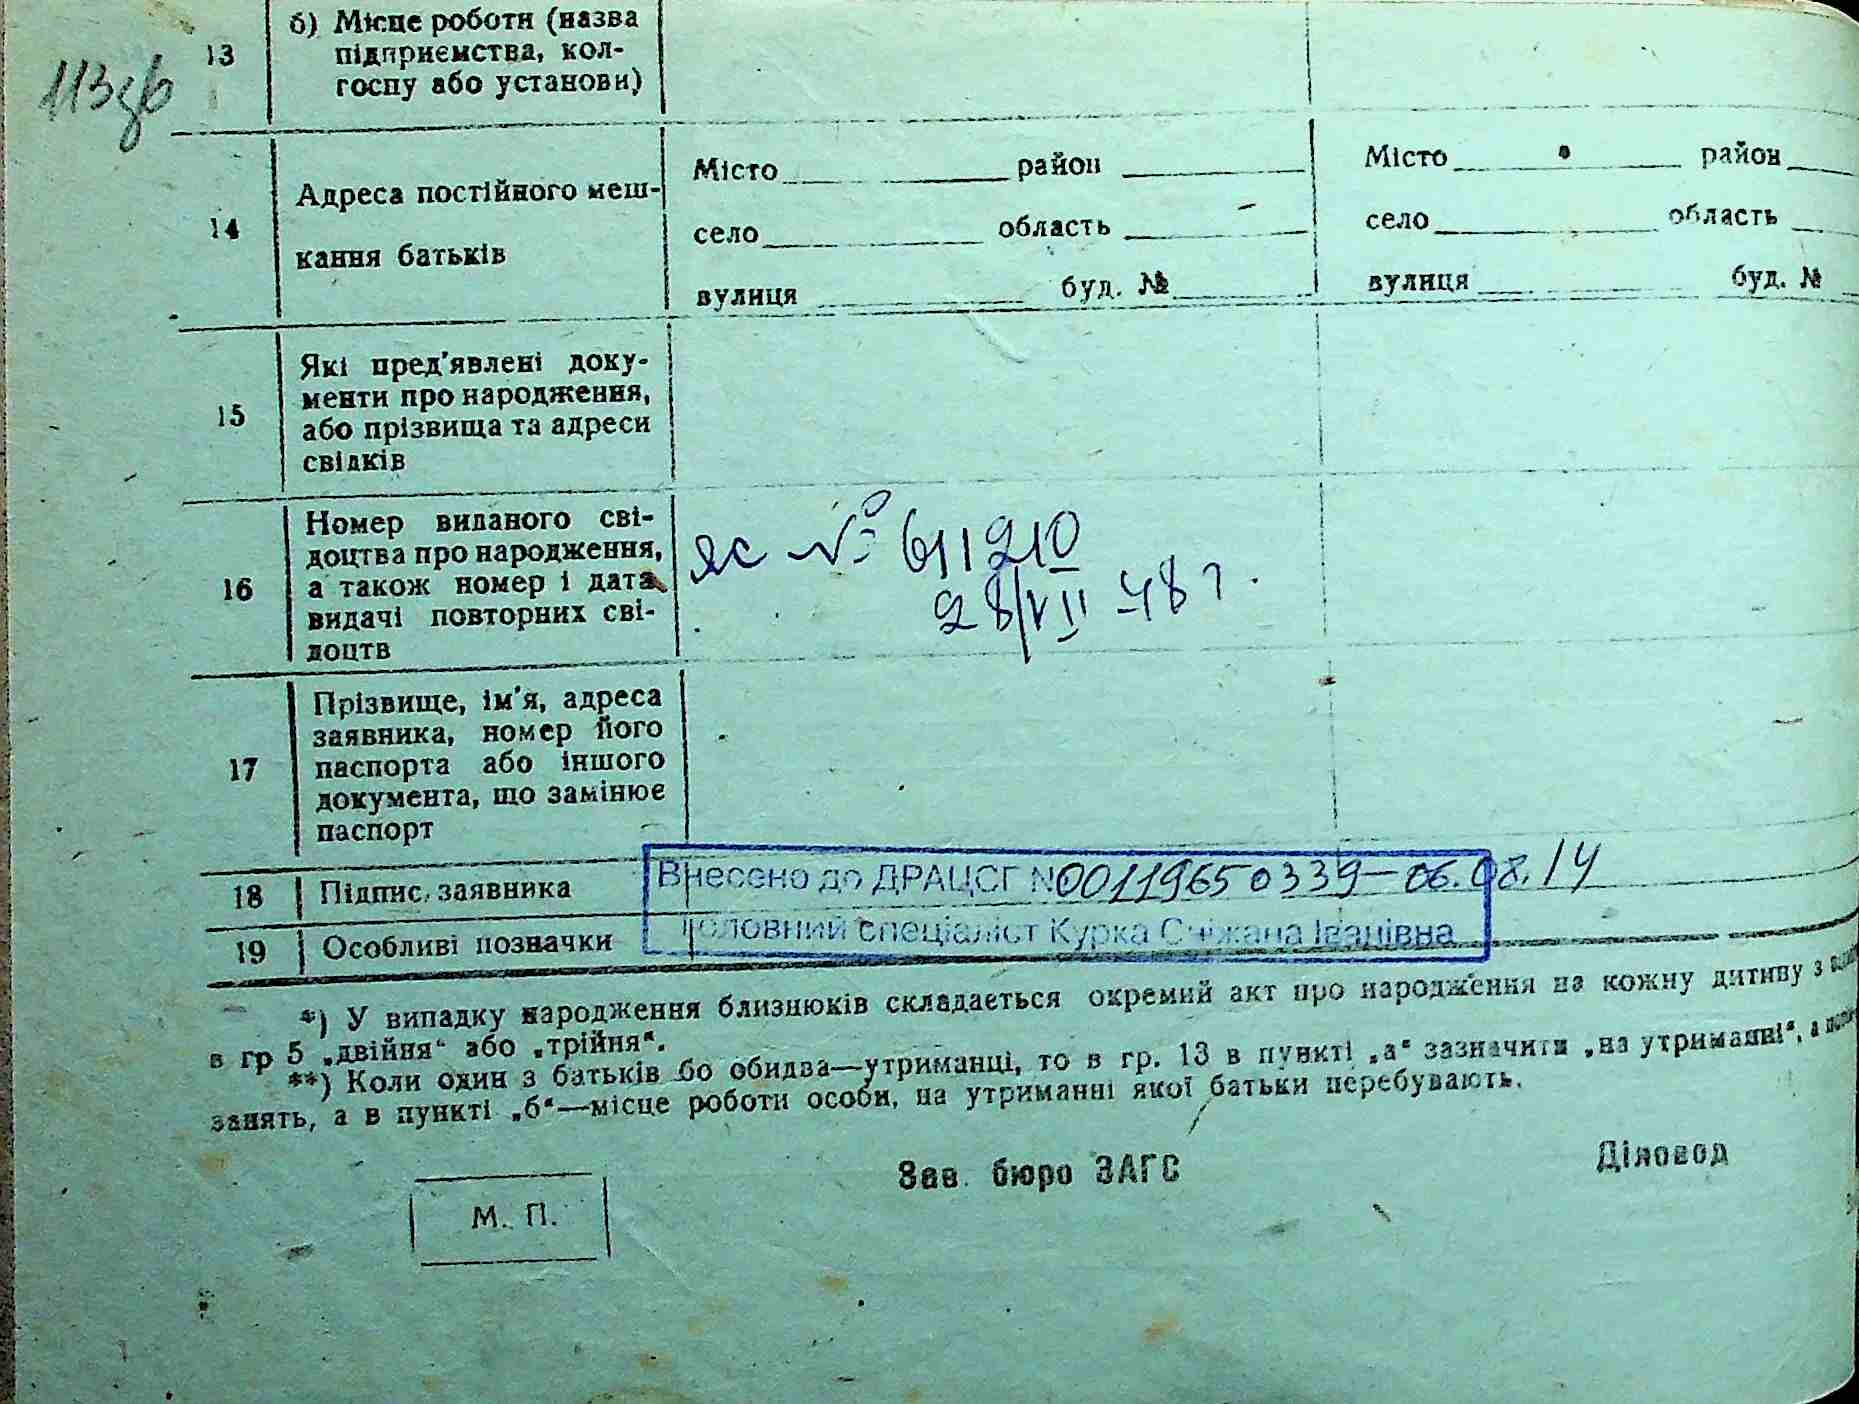 113зв
13
б) Місце роботи (назва
підприємства, кол-
госпу або установи)
14
Адреса постійного меш-
кання батьків
Місто район
село область
вулиця буд. №
Місто район
село область
вулиця буд. №
15
Які пред'явлені доку-
менти про народження,
або прізвища та адреси
свідків
16
Номер виданого сві-
доцтва про народження,
а також номер і дата
видачі повторних сві-
доцтв
ЯС № 611210
28/VII 48 г.
17
Прізвище, ім'я, адреса
заявника, номер його
паспорта або іншого
документа, що замінює
паспорт
18
Підпис заявника
Внесено до ДРАЦСГ №00119650339–06.08.14
19
Особливі позначки
Головний спеціаліст Курка Сніжана Іванівна
*) У випадку народження близнюків складається окремий акт про народження на кожну дитину з
в гр 5 „двійня“ або „трійня“.
**) Коли один з батьків бо обидва—утриманці, то в гр. 13 в пункті „а“ зазначити „на утриманні“, а
занять, а в пункті „б“—місце роботи особи, на утриманні якої батьки перебувають.
Зав. бюро ЗАГС
Діловод
М. П.